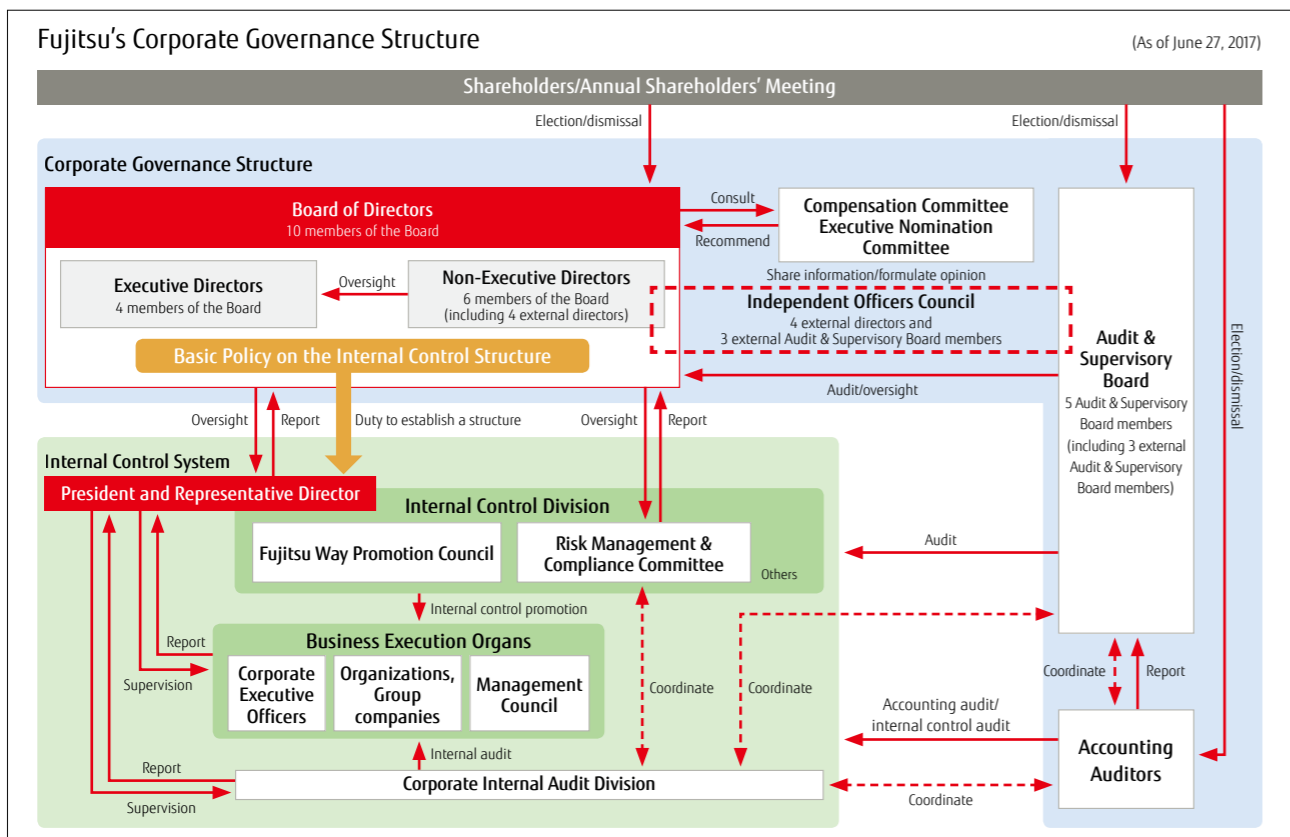 Fujitsu's Corporate Governance Structure
(As of June 27, 2017)
Shareholders/Annual Shareholders' Meeting
Election/dismissal
Election/dismissal
Corporate Governance Structure
Board of Directors
10 members of the Board
Consult
Recommend
Compensation Committee
Executive Nomination
Committee
Executive Directors
4 members of the Board
Oversight
Non-Executive Directors
6 members of the Board
(including 4 external directors)
Share information/formulate opinion
Independent Officers Council
4 external directors and
3 external Audit & Supervisory Board members
Basic Policy on the Internal Control Structure
Audit/oversight
Audit &
Supervisory
Board
5 Audit & Supervisory
Board members
(including 3 external
Audit & Supervisory
Board members)
Election/dismissal
Oversight
Report
Duty to establish a structure
Oversight
Report
Internal Control System
President and Representative Director
Internal Control Division
Fujitsu Way Promotion Council
Risk Management &
Compliance Committee
Others
Audit
Internal control promotion
Business Execution Organs
Report
Supervision
Corporate
Executive
Officers
Organizations,
Group
companies
Management
Council
Coordinate
Coordinate
Coordinate
Report
Accounting audit/
internal control audit
Accounting
Auditors
Internal audit
Report
Supervision
Corporate Internal Audit Division
Coordinate